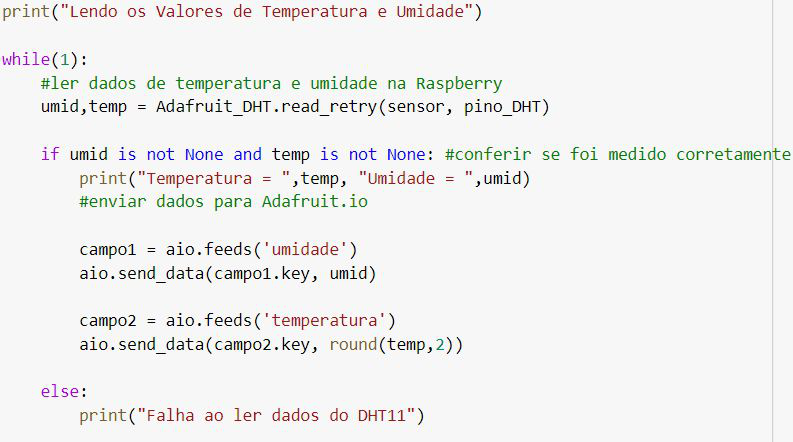 print("Lendo os Valores de Temperatura e Umidade")
while(1):
#ler dados de temperatura e umidade na Raspberry
umid,temp = Adafruit_DHT.read_retry(sensor, pino_DHT)
if umid is not None and temp is not None: #conferir se foi medido corretamente
print("Temperatura = ",temp, "Umidade = ",umid)
#enviar dados para Adafruit.io
campo1 = aio.feeds('umidade')
aio.send_data(campo1.key, umid)
campo2 = aio.feeds('temperatura')
aio.send_data(campo2.key, round(temp,2))
else:
print("Falha ao ler dados do DHT11")